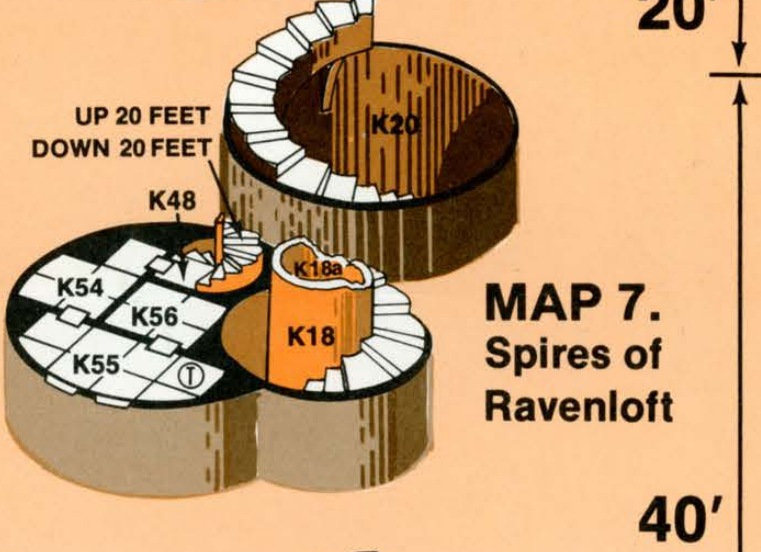 20'
UP 20 FEET
DOWN 20 FEET
K20
K48
K54
K18a
K56
K18
K55
T
MAP 7.
Spires of
Ravenloft
40'